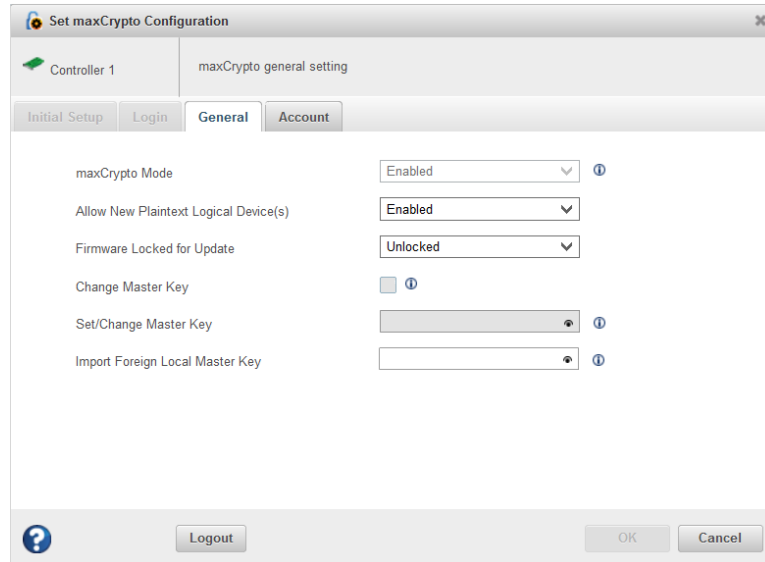 Set maxCrypto Configuration
Controller 1
maxCrypto general setting
Initial Setup Login General Account
maxCrypto Mode Enabled
Allow New Plaintext Logical Device(s) Enabled
Firmware Locked for Update Unlocked
Change Master Key
Set/Change Master Key
Import Foreign Local Master Key
Logout OK Cancel